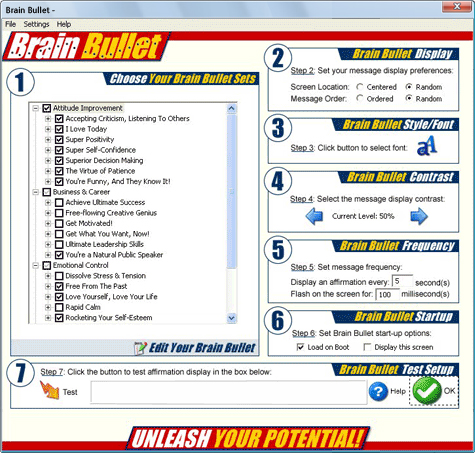 Brain Bullet -
File Settings Help
Brain Bullet
1 Choose Your Brain Bullet Sets
Attitude Improvement
Accepting Criticism, Listening To Others
I Love Today
Super Positivity
Super Self-Confidence
Superior Decision Making
The Virtue of Patience
You're Funny, And They Know It!
Business & Career
Achieve Ultimate Success
Free-flowing Creative Genius
Get Motivated!
Get What You Want, Now!
Ultimate Leadership Skills
You're a Natural Public Speaker
Emotional Control
Dissolve Stress & Tension
Free From The Past
Love Yourself, Love Your Life
Rapid Calm
Rocketing Your Self-Esteem
Edit Your Brain Bullet
2 Brain Bullet Display
Step 2: Set your message display preferences:
Screen Location: Centered Random
Message Order: Ordered Random
3 Brain Bullet Style/Font
Step 3: Click button to select font: aA
4 Brain Bullet Contrast
Step 4: Select the message display contrast:
Current Level: 50%
5 Brain Bullet Frequency
Step 5: Set message frequency:
Display an affirmation every: 5 second(s)
Flash on the screen for: 100 millisecond(s)
6 Brain Bullet Startup
Step 6: Set Brain Bullet start-up options:
Load on Boot Display this screen
7 Brain Bullet Test Setup
Step 7: Click the button to test affirmation display in the box below:
Test ? Help OK
UNLEASH YOUR POTENTIAL!